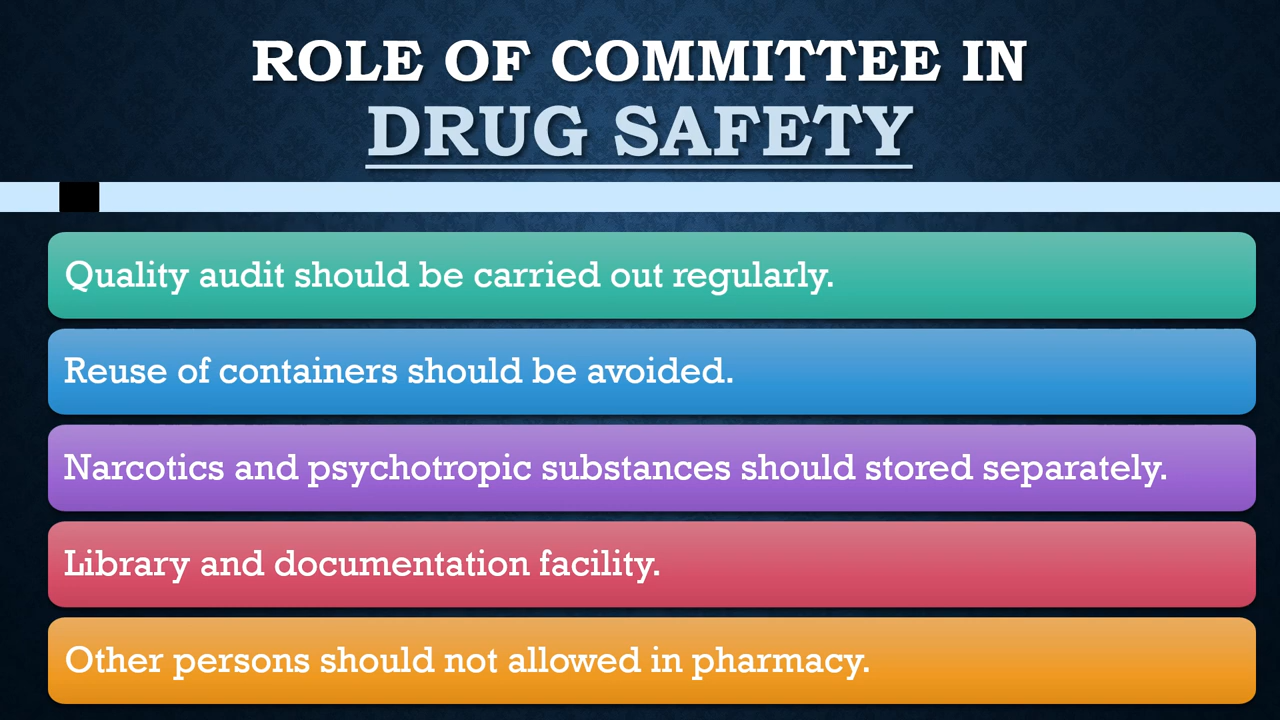 ROLE OF COMMITTEE IN
DRUG SAFETY
Quality audit should be carried out regularly.
Reuse of containers should be avoided.
Narcotics and psychotropic substances should stored separately.
Library and documentation facility.
Other persons should not allowed in pharmacy.